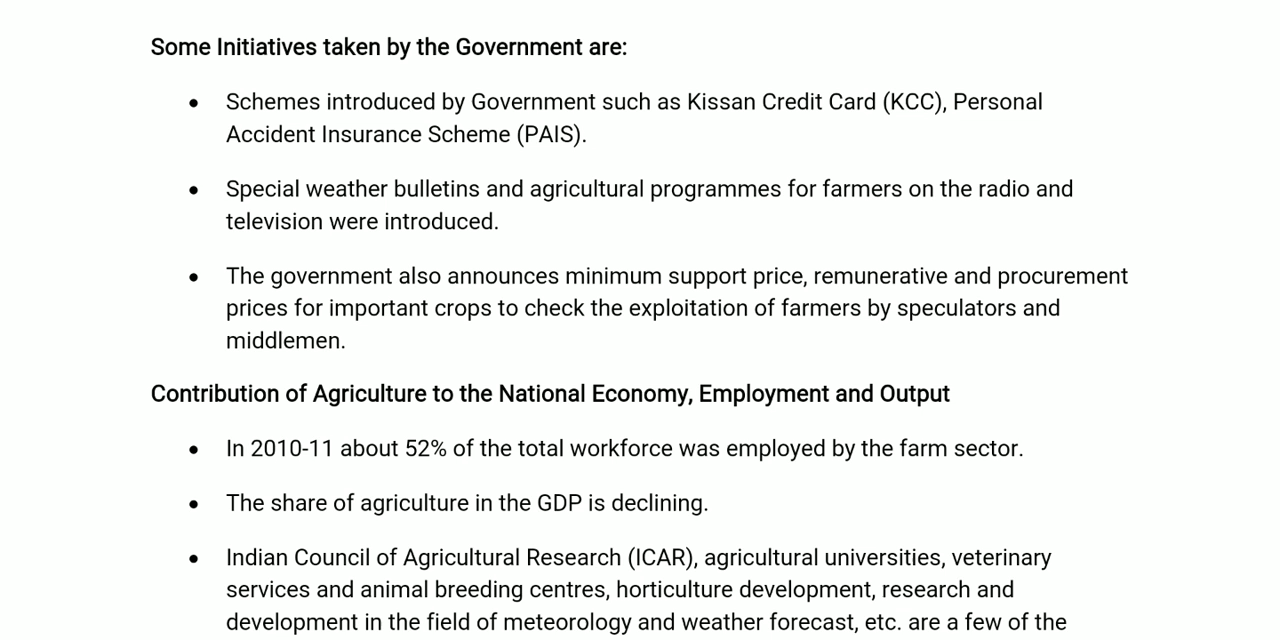 Some Initiatives taken by the Government are:
• Schemes introduced by Government such as Kissan Credit Card (KCC), Personal
Accident Insurance Scheme (PAIS).
• Special weather bulletins and agricultural programmes for farmers on the radio and
television were introduced.
• The government also announces minimum support price, remunerative and procurement
prices for important crops to check the exploitation of farmers by speculators and
middlemen.
Contribution of Agriculture to the National Economy, Employment and Output
• In 2010-11 about 52% of the total workforce was employed by the farm sector.
• The share of agriculture in the GDP is declining.
• Indian Council of Agricultural Research (ICAR), agricultural universities, veterinary
services and animal breeding centres, horticulture development, research and
development in the field of meteorology and weather forecast, etc. are a few of the